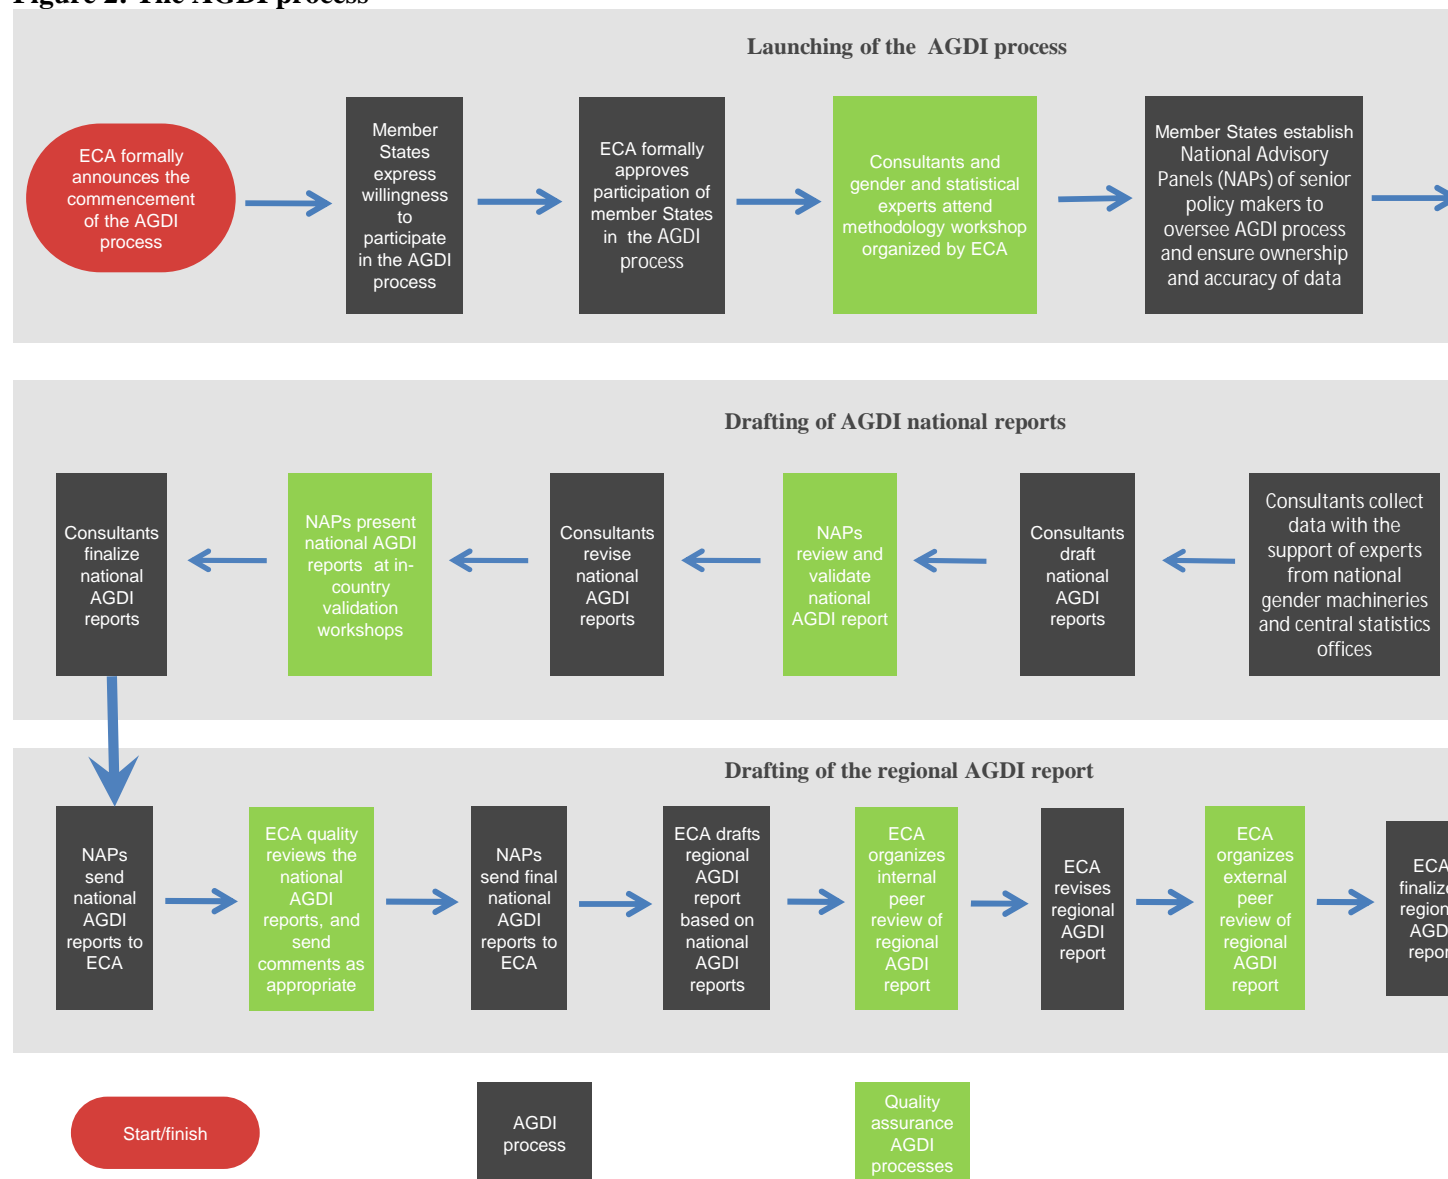 Figure 2: The AGDI process
Launching of the AGDI process
ECA formally
announces the
commencement
of the AGDI
process
Member
States
express
willingness
to
participate
in the AGDI
process
ECA formally
approves
participation of
member States
in the AGDI
process
Consultants and
gender and statistical
experts attend
methodology workshop
organized by ECA
Member States establish
National Advisory
Panels (NAPs) of senior
policy makers to
oversee AGDI process
and ensure ownership
and accuracy of data
Drafting of AGDI national reports
Consultants
finalize
national
AGDI
reports
NAPs present
national AGDI
reports at in-
country
validation
workshops
Consultants
revise
national
AGDI
reports
NAPs
review and
validate
national
AGDI report
Consultants
draft
national
AGDI
reports
Consultants collect
data with the
support of experts
from national
gender machineries
and central statistics
offices
Drafting of the regional AGDI report
NAPs
send
national
AGDI
reports to
ECA
ECA quality
reviews the
national
AGDI
reports, and
send
comments as
appropriate
NAPs
send final
national
AGDI
reports to
ECA
ECA drafts
regional
AGDI
report
based on
national
AGDI
reports
ECA
organizes
internal
peer
review of
regional
AGDI
report
ECA
revises
regional
AGDI
report
ECA
organizes
external
peer
review of
regional
AGDI
report
ECA
finalize
region
AGD
repor
Start/finish
AGDI
process
Quality
assurance
AGDI
processes